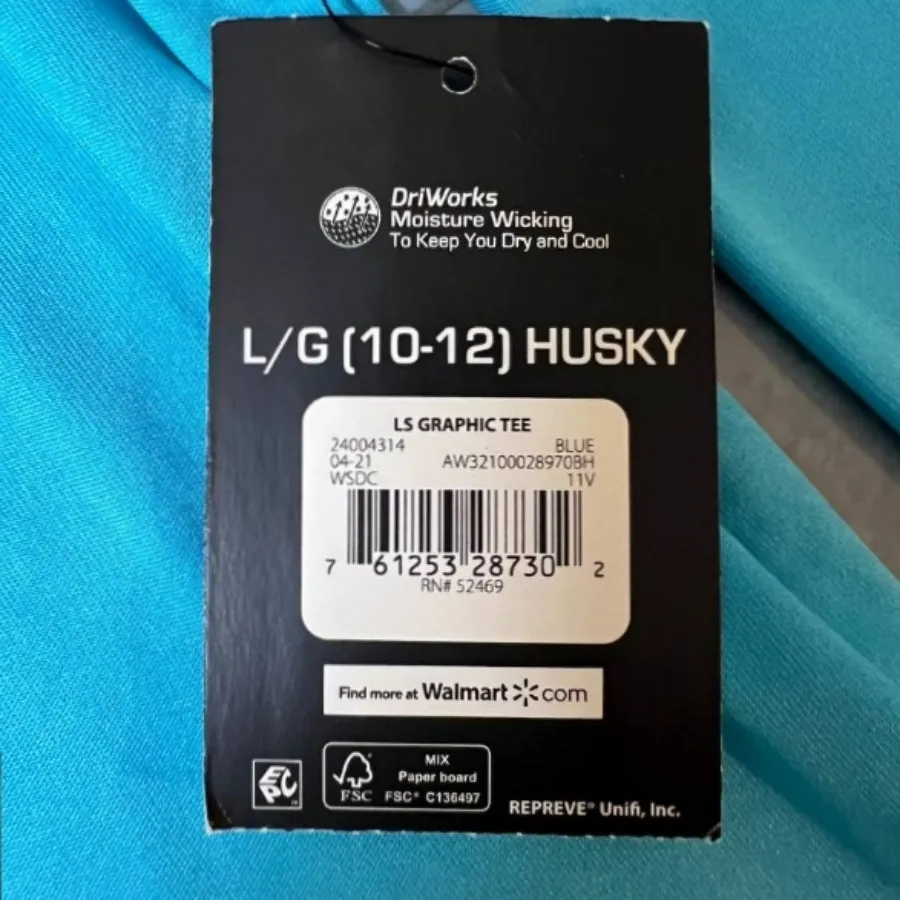 DriWorks
Moisture Wicking
To Keep You Dry and Cool
L/G (10-12) HUSKY
LS GRAPHIC TEE
24004314 BLUE
04-21 AW32100028970BH
WSDC 11V
7 61253 28730 2
RN# 52469
Find more at Walmart.com
EPC
MIX
Paper board
FSC FSC® C136497
REPREVE® Unifi, Inc.